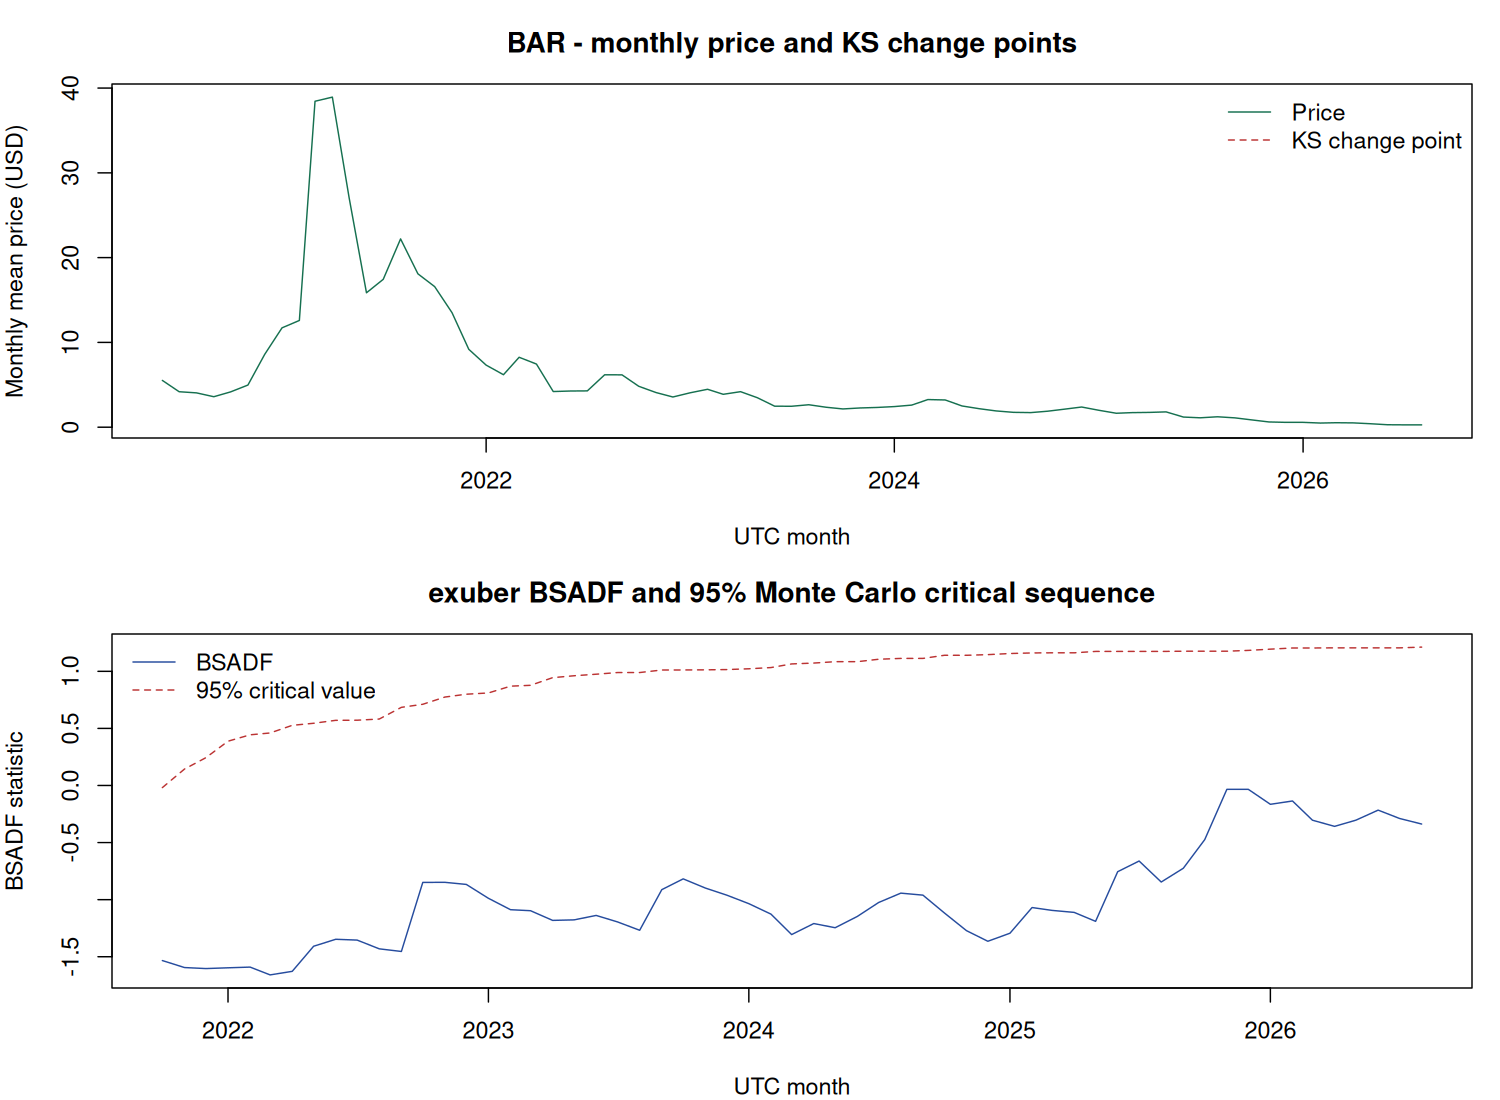 BAR - monthly price and KS change points
Monthly mean price (USD)
40
30
20
10
0
Price
KS change point
2022
2024
2026
UTC month
exuber BSADF and 95% Monte Carlo critical sequence
BSADF statistic
1.0
0.5
0.0
-0.5
-1.5
BSADF
95% critical value
2022
2023
2024
2025
2026
UTC month